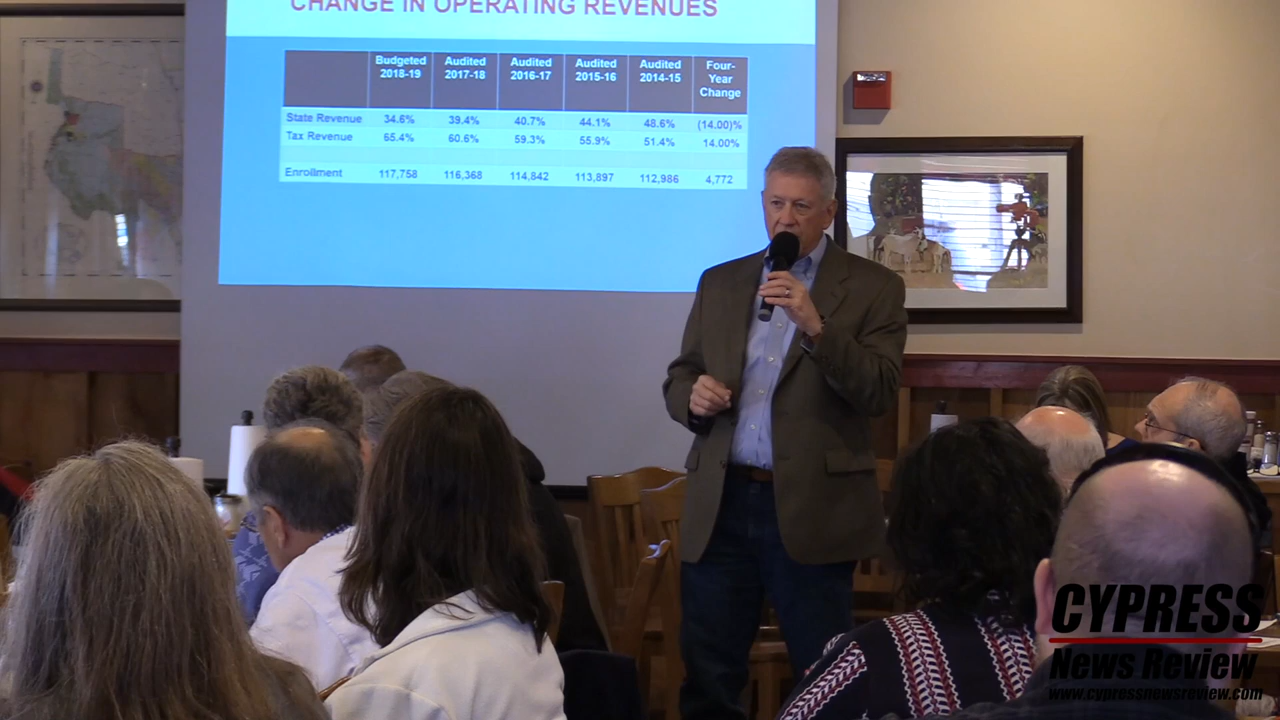 CHANGE IN OPERATING REVENUES
Budgeted 2018-19 Audited 2017-18 Audited 2016-17 Audited 2015-16 Audited 2014-15 Four-Year Change
State Revenue 34.6% 39.4% 40.7% 44.1% 48.6% (14.00)%
Tax Revenue 65.4% 60.6% 59.3% 55.9% 51.4% 14.00%
Enrollment 117,758 116,368 114,842 113,897 112,986 4,772
CYPRESS
News Review
www.cypressnewsreview.com